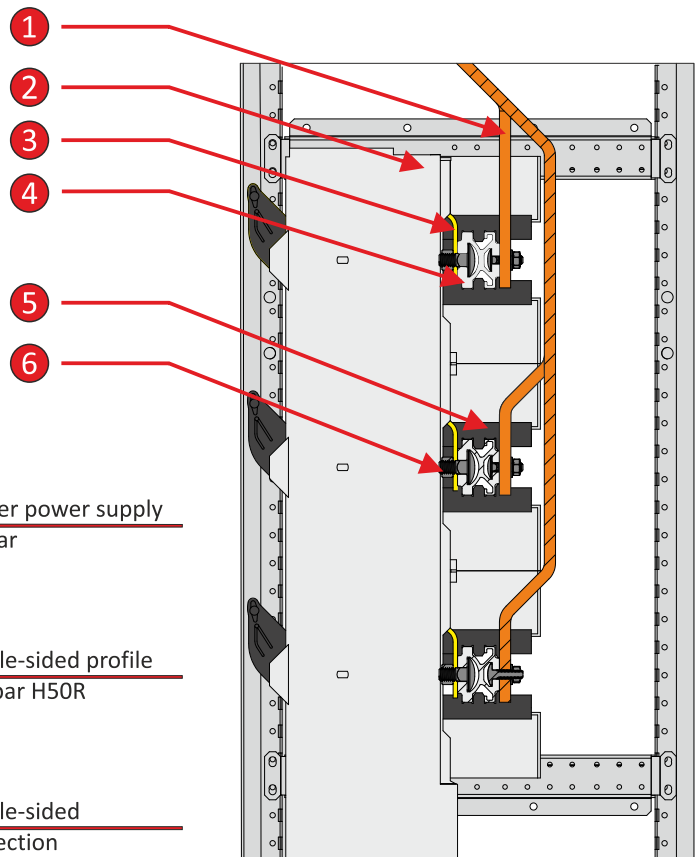 1
2
3
4
5
6
er power supply
ar
le-sided profile
bar H50R
le-sided
ection